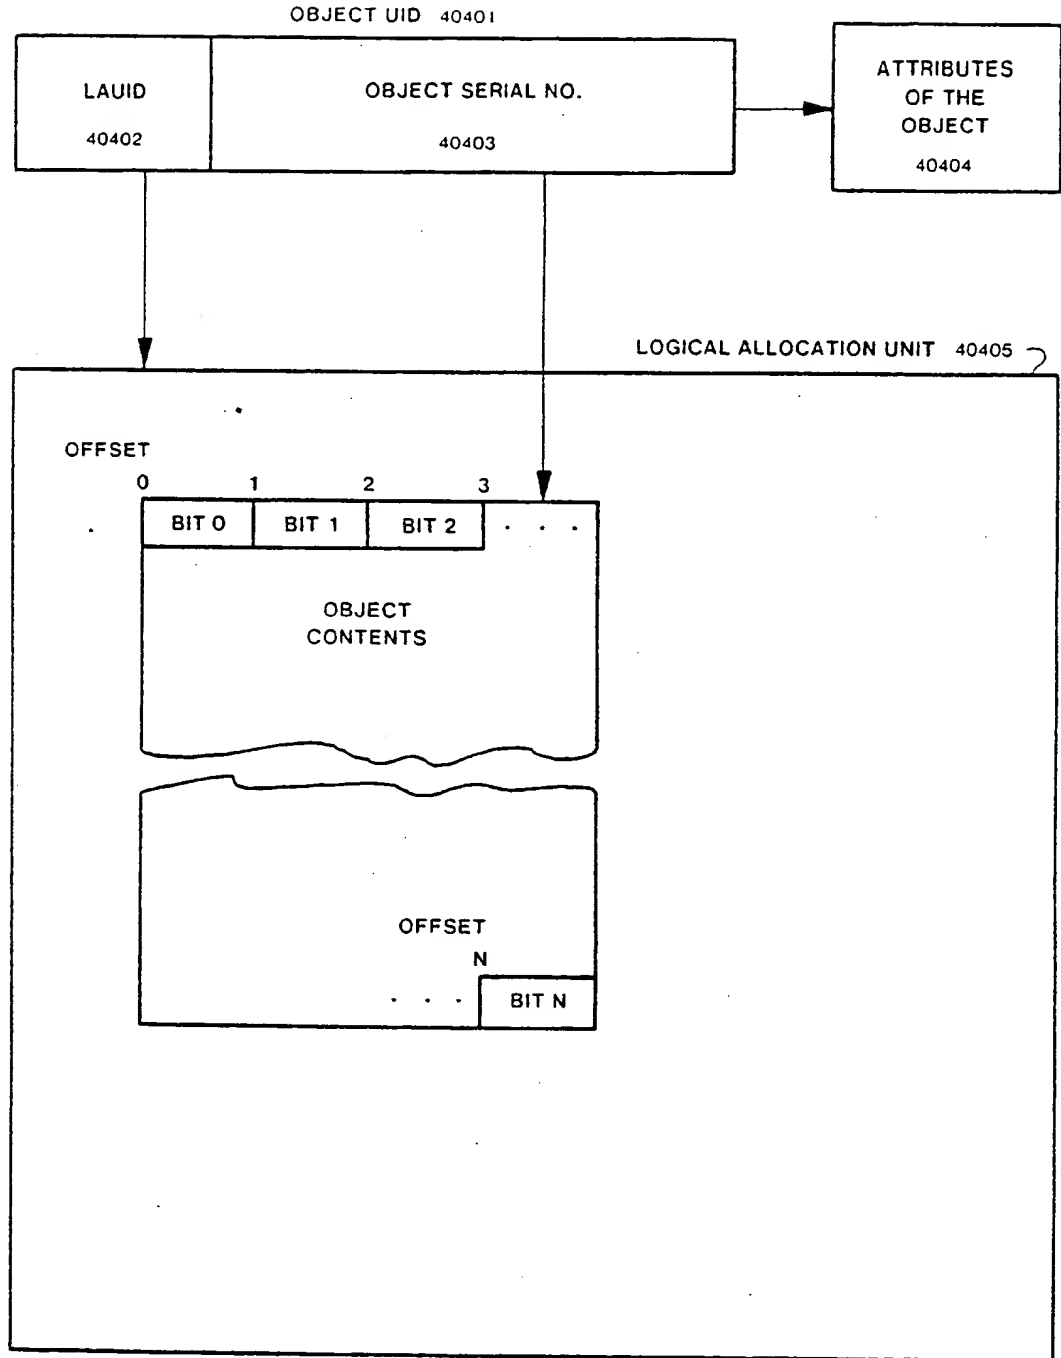 OBJECT UID 40401
LAUID
40402
OBJECT SERIAL NO.
40403
ATTRIBUTES
OF THE
OBJECT
40404
LOGICAL ALLOCATION UNIT 40405
OFFSET
0 1 2 3
BIT 0 BIT 1 BIT 2 . . .
OBJECT
CONTENTS
OFFSET
N
. . . BIT N